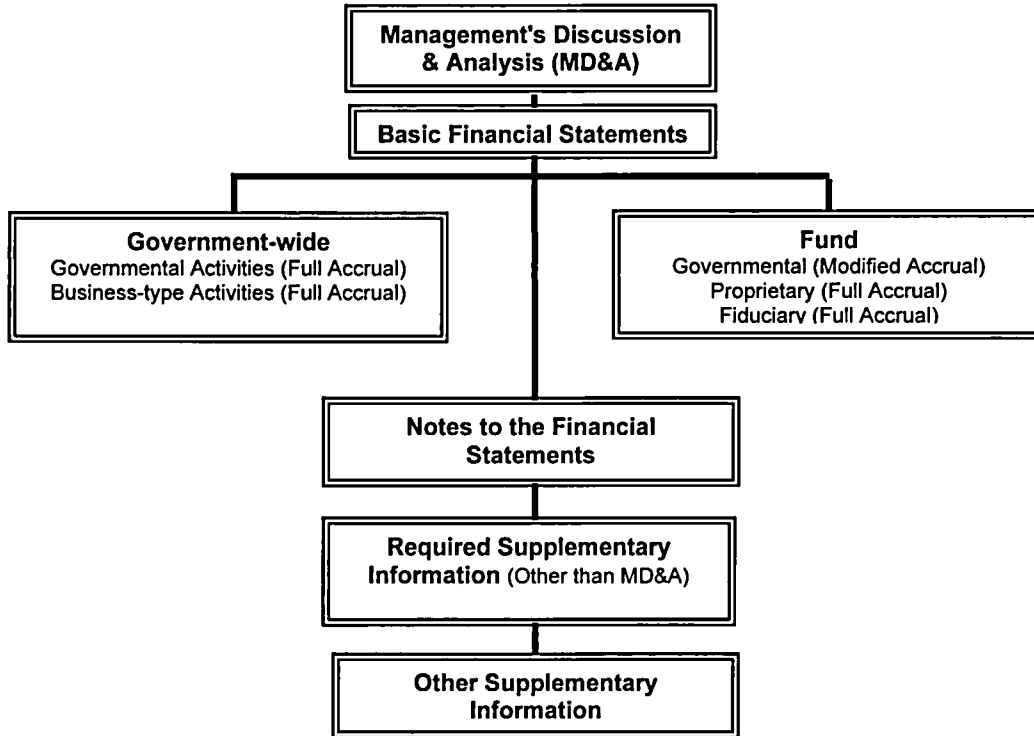 Management's Discussion
& Analysis (MD&A)
Basic Financial Statements
Government-wide
Governmental Activities (Full Accrual)
Business-type Activities (Full Accrual)
Fund
Governmental (Modified Accrual)
Proprietary (Full Accrual)
Fiduciary (Full Accrual)
Notes to the Financial
Statements
Required Supplementary
Information (Other than MD&A)
Other Supplementary
Information